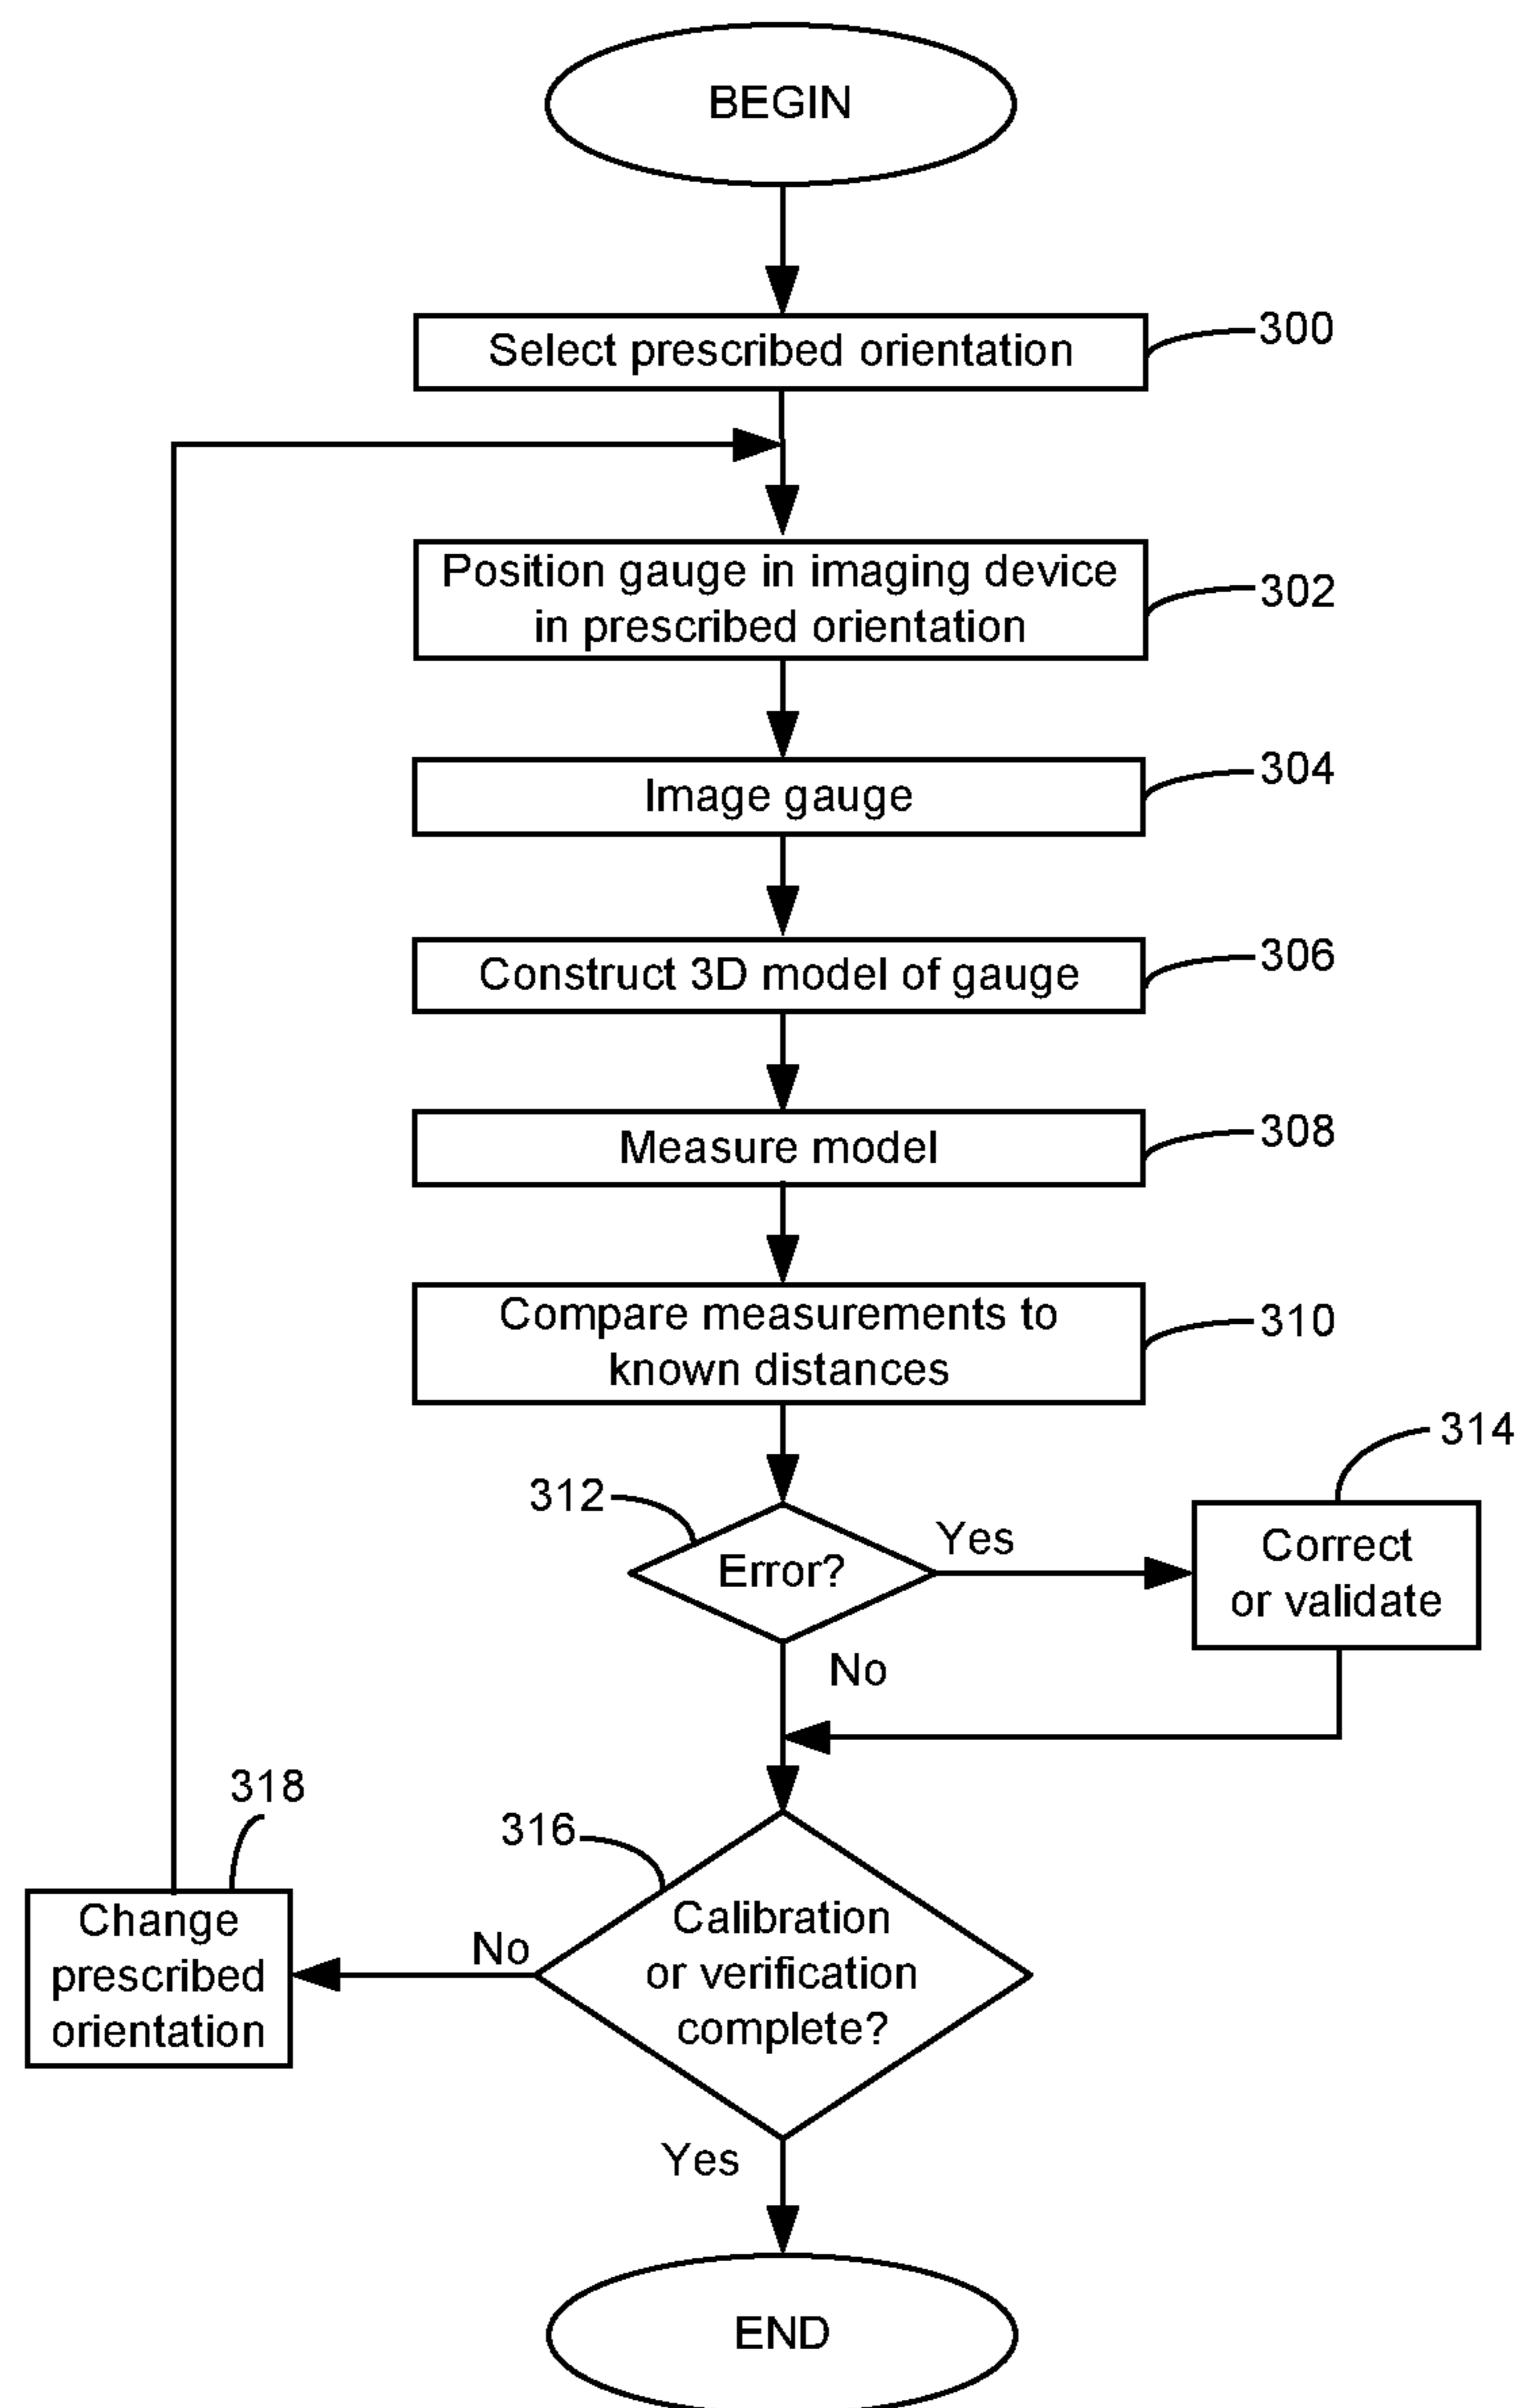 BEGIN
Select prescribed orientation
300
Position gauge in imaging device
in prescribed orientation
302
Image gauge
304
Construct 3D model of gauge
306
Measure model
308
Compare measurements to
known distances
310
312
Error?
Yes
No
314
Correct
or validate
316
Calibration
or verification
complete?
No
Yes
318
Change
prescribed
orientation
END